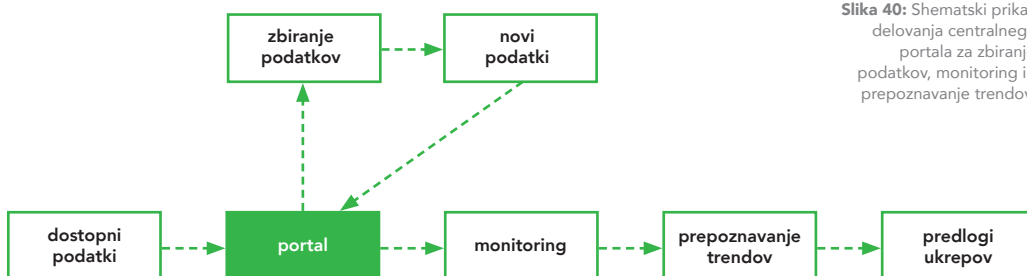 Slika 40: Shematski prika
delovanja centralneg
portala za zbiranj
podatkov, monitoring i
prepoznavanje trendov
zbiranje
podatkov
novi
podatki
dostopni
podatki
portal
monitoring
prepoznavanje
trendov
predlogi
ukrepov